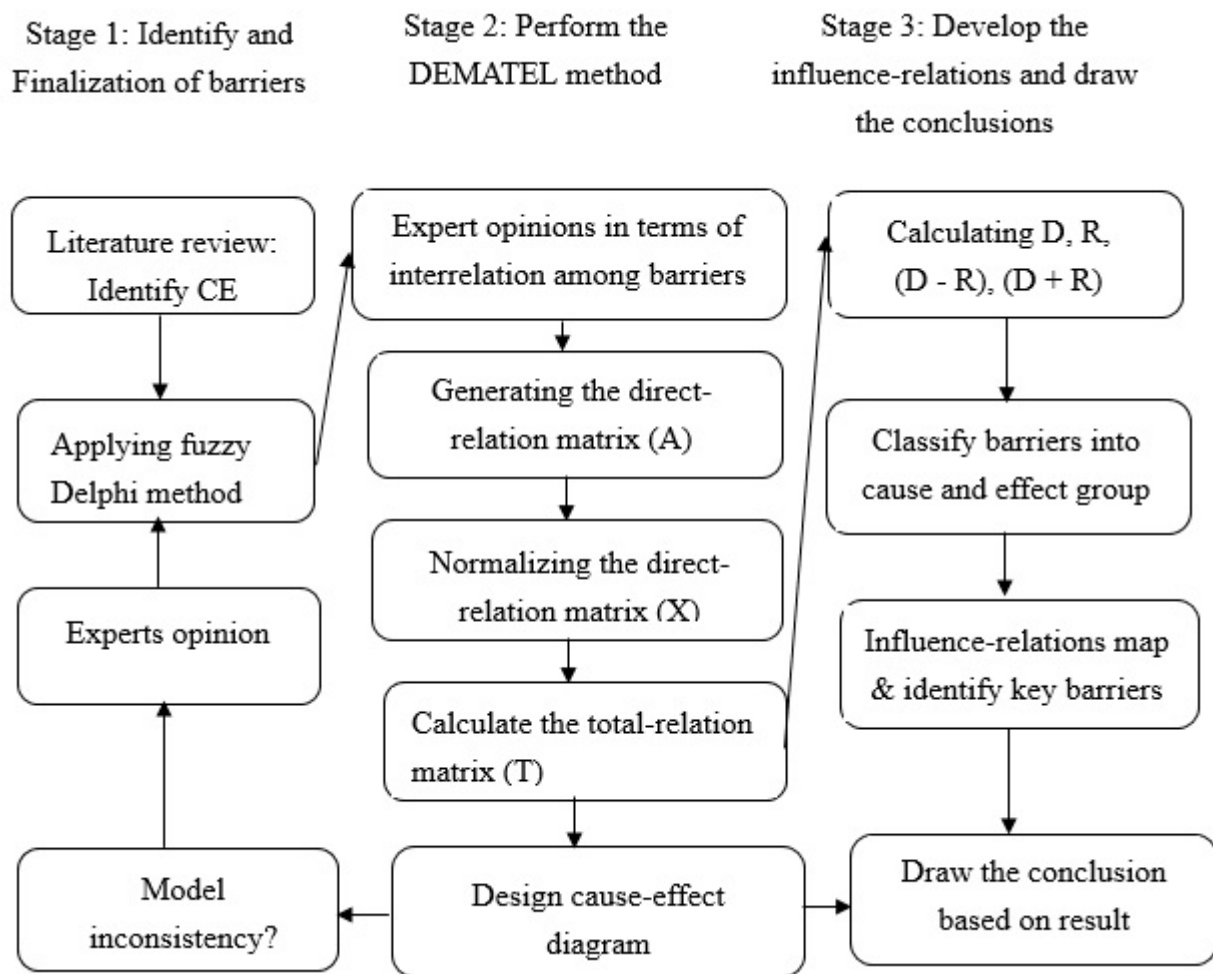 Stage 1: Identify and
Finalization of barriers
Stage 2: Perform the
DEMATEL method
Stage 3: Develop the
influence-relations and draw
the conclusions
Literature review:
Identify CE
Applying fuzzy
Delphi method
Experts opinion
Model
inconsistency?
Expert opinions in terms of
interrelation among barriers
Generating the direct-
relation matrix (A)
Normalizing the direct-
relation matrix (X)
Calculate the total-relation
matrix (T)
Design cause-effect
diagram
Calculating D, R,
(D - R), (D + R)
Classify barriers into
cause and effect group
Influence-relations map
& identify key barriers
Draw the conclusion
based on result